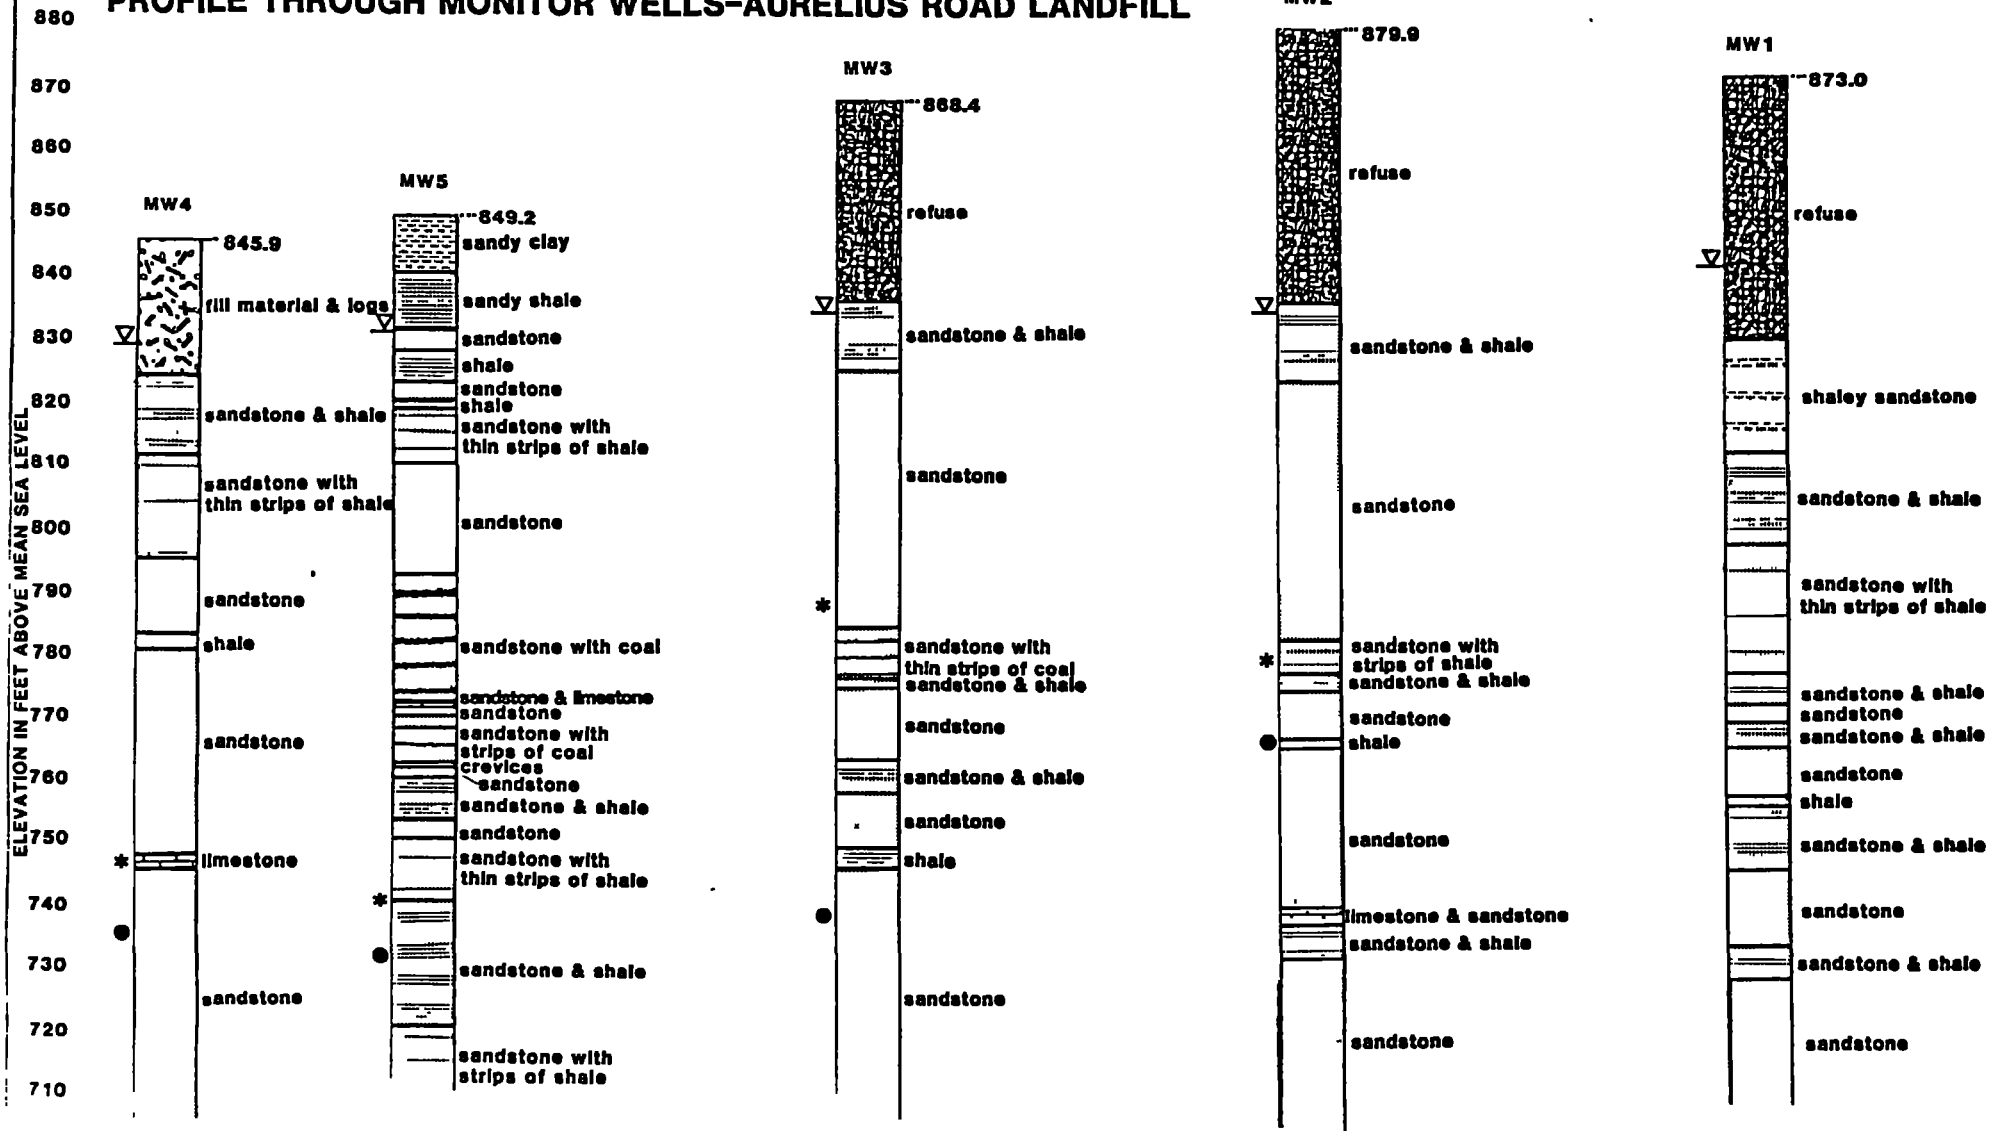 PROFILE THROUGH MONITOR WELLS-AURELIUS ROAD LANDFILL
ELEVATION IN FEET ABOVE MEAN SEA LEVEL
880
870
860
850
840
830
820
810
800
790
780
770
760
750
740
730
720
710
MW4
845.9
fill material & logs
sandstone & shale
sandstone with
thin strips of shale
sandstone
shale
sandstone
* limestone
sandstone
MW5
849.2
sandy clay
sandy shale
sandstone
shale
sandstone
shale
sandstone with
thin strips of shale
sandstone
sandstone with coal
sandstone & limestone
sandstone
sandstone with
strips of coal
crevices
sandstone
sandstone & shale
sandstone
sandstone with
thin strips of shale
*
sandstone & shale
sandstone with
strips of shale
MW3
868.4
refuse
sandstone & shale
sandstone
*
sandstone with
thin strips of coal
sandstone & shale
sandstone
sandstone & shale
sandstone
shale
sandstone
MW2
879.9
refuse
sandstone & shale
sandstone
sandstone with
* strips of shale
sandstone & shale
sandstone
shale
sandstone
limestone & sandstone
sandstone & shale
sandstone
MW1
873.0
refuse
shaley sandstone
sandstone & shale
sandstone with
thin strips of shale
sandstone & shale
sandstone
sandstone & shale
sandstone
shale
sandstone & shale
sandstone
sandstone & shale
sandstone